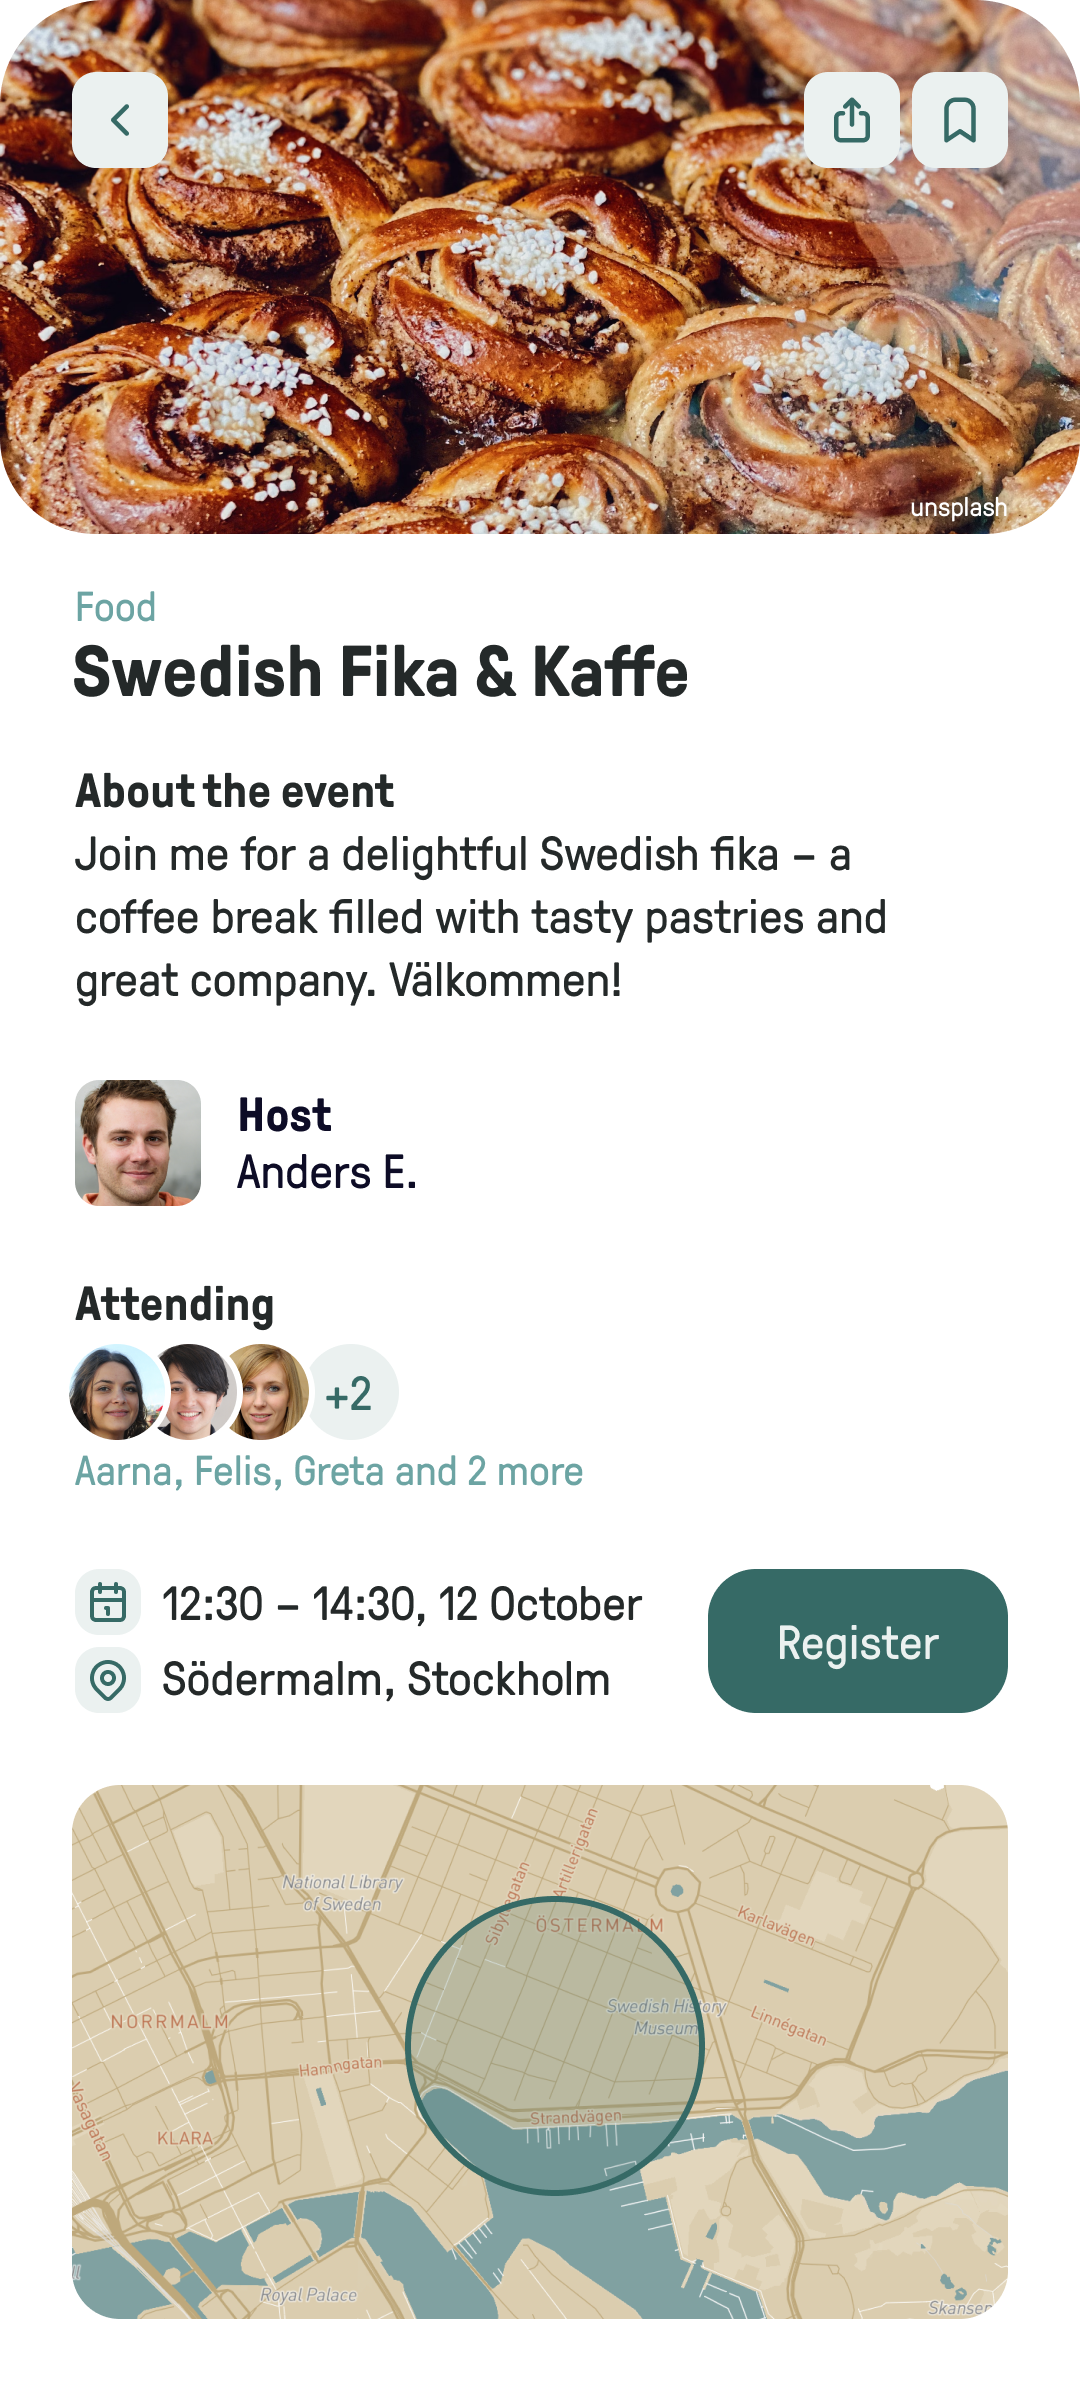 unsplash
Food
Swedish Fika & Kaffe
About the event
Join me for a delightful Swedish fika – a
coffee break filled with tasty pastries and
great company. Välkommen!
Host
Anders E.
Attending
+2
Aarna, Felis, Greta and 2 more
12:30 – 14:30, 12 October
Södermalm, Stockholm
Register
National Library
of Sweden
Sibyllegatan
Artillerigatan
ÖSTERMALM
Karlavägen
Swedish History
Museum
Linnégatan
NORRMALM
Hamngatan
Vasagatan
KLARA
Strandvägen
Royal Palace
Skansen